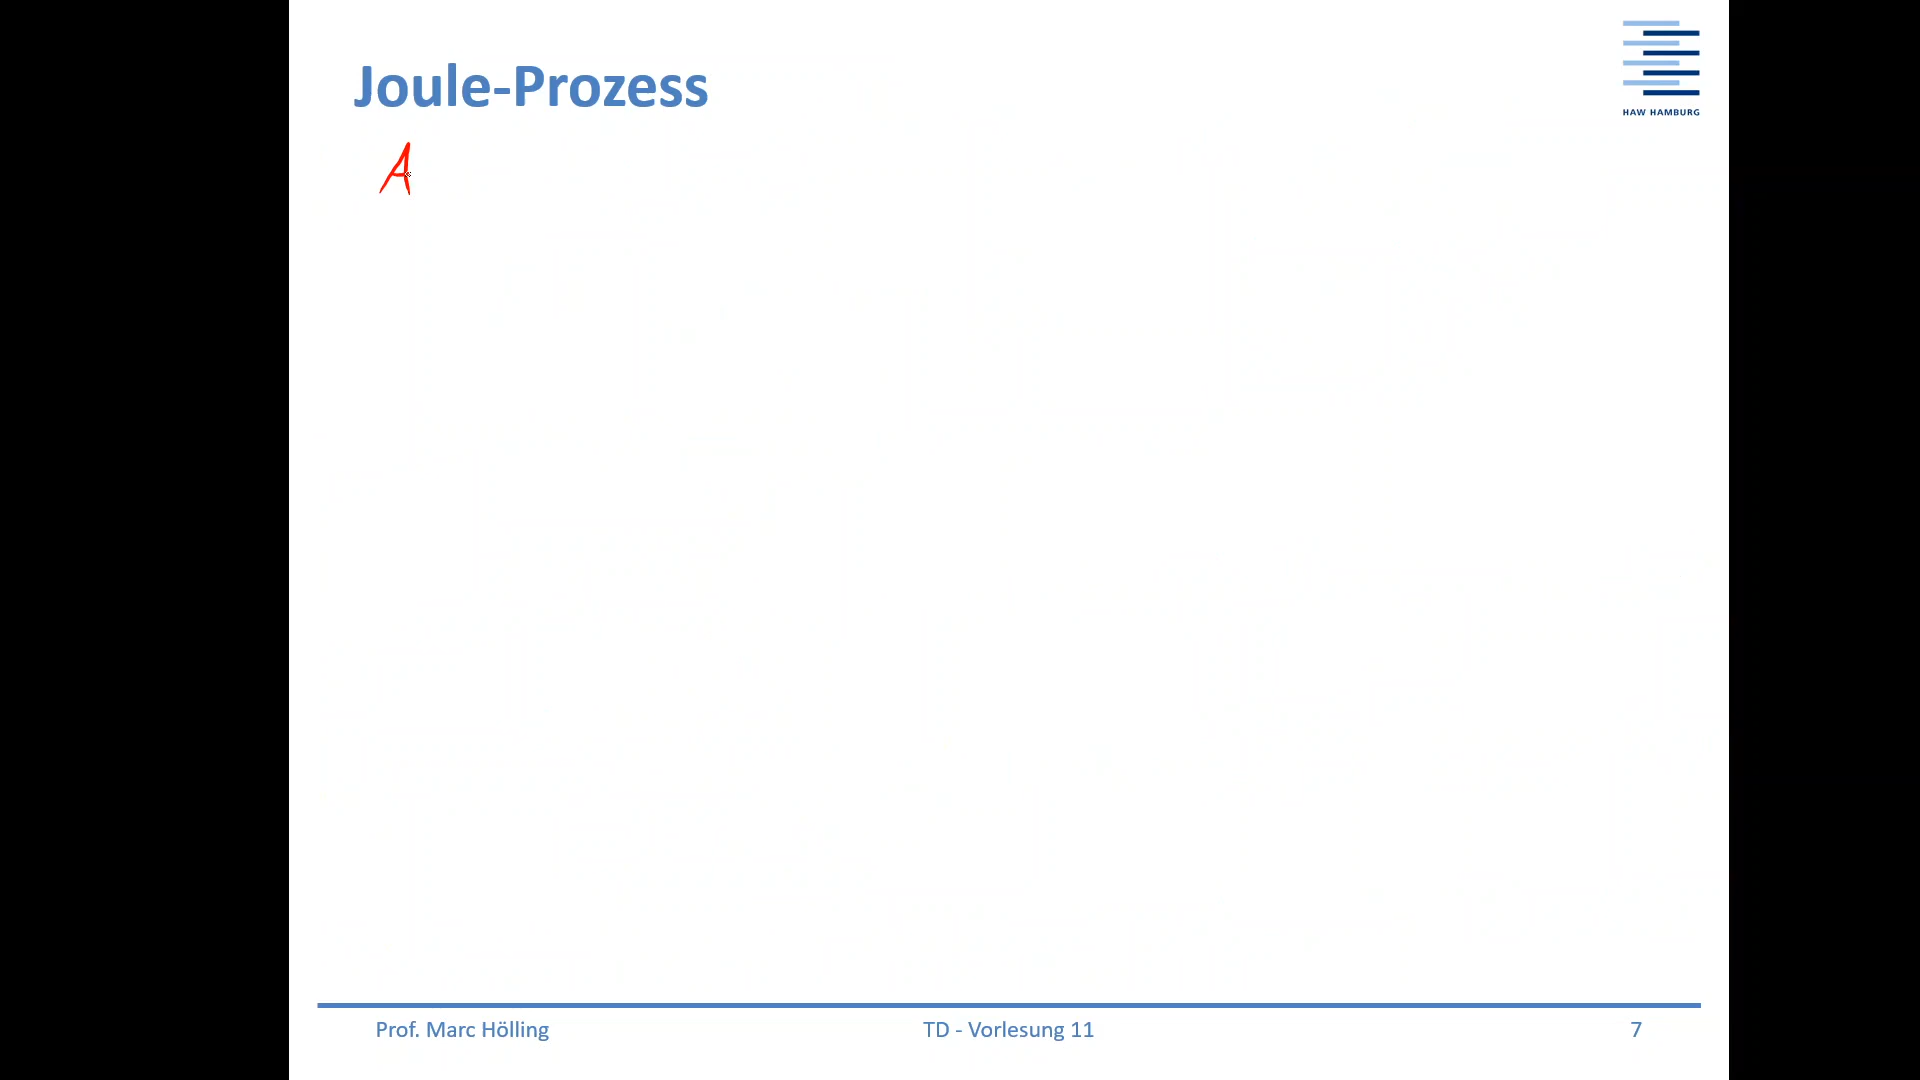 Joule-Prozess
HAW HAMBURG
A
Prof. Marc Hölling
TD - Vorlesung 11
7